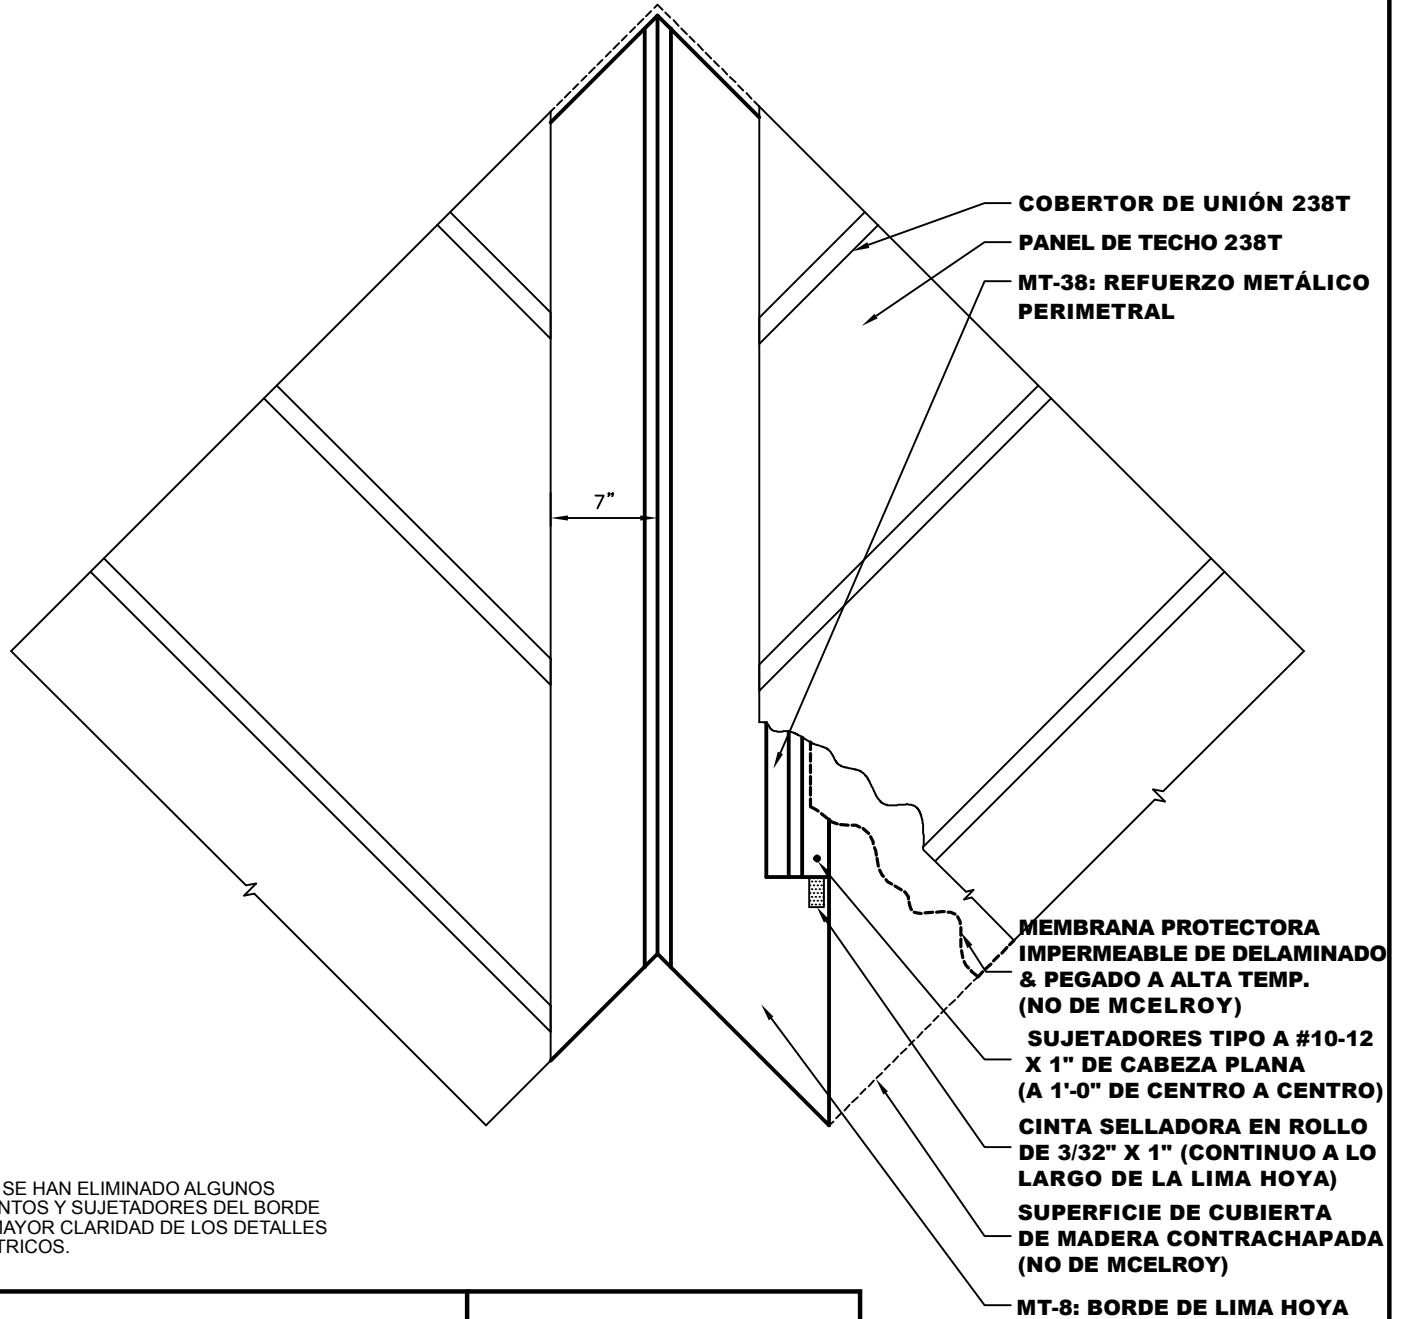 COBERTOR DE UNIÓN 238T
PANEL DE TECHO 238T
MT-38: REFUERZO METÁLICO
PERIMETRAL
7"
MEMBRANA PROTECTORA
IMPERMEABLE DE DELAMINADO
& PEGADO A ALTA TEMP.
(NO DE MCELROY)
SUJETADORES TIPO A #10-12
X 1" DE CABEZA PLANA
(A 1'-0" DE CENTRO A CENTRO)
CINTA SELLADORA EN ROLLO
DE 3/32" X 1" (CONTINUO A LO
LARGO DE LA LIMA HOYA)
SUPERFICIE DE CUBIERTA
DE MADERA CONTRACHAPADA
(NO DE MCELROY)
MT-8: BORDE DE LIMA HOYA
SE HAN ELIMINADO ALGUNOS
NTOS Y SUJETADORES DEL BORDE
MAYOR CLARIDAD DE LOS DETALLES
TRICOS.